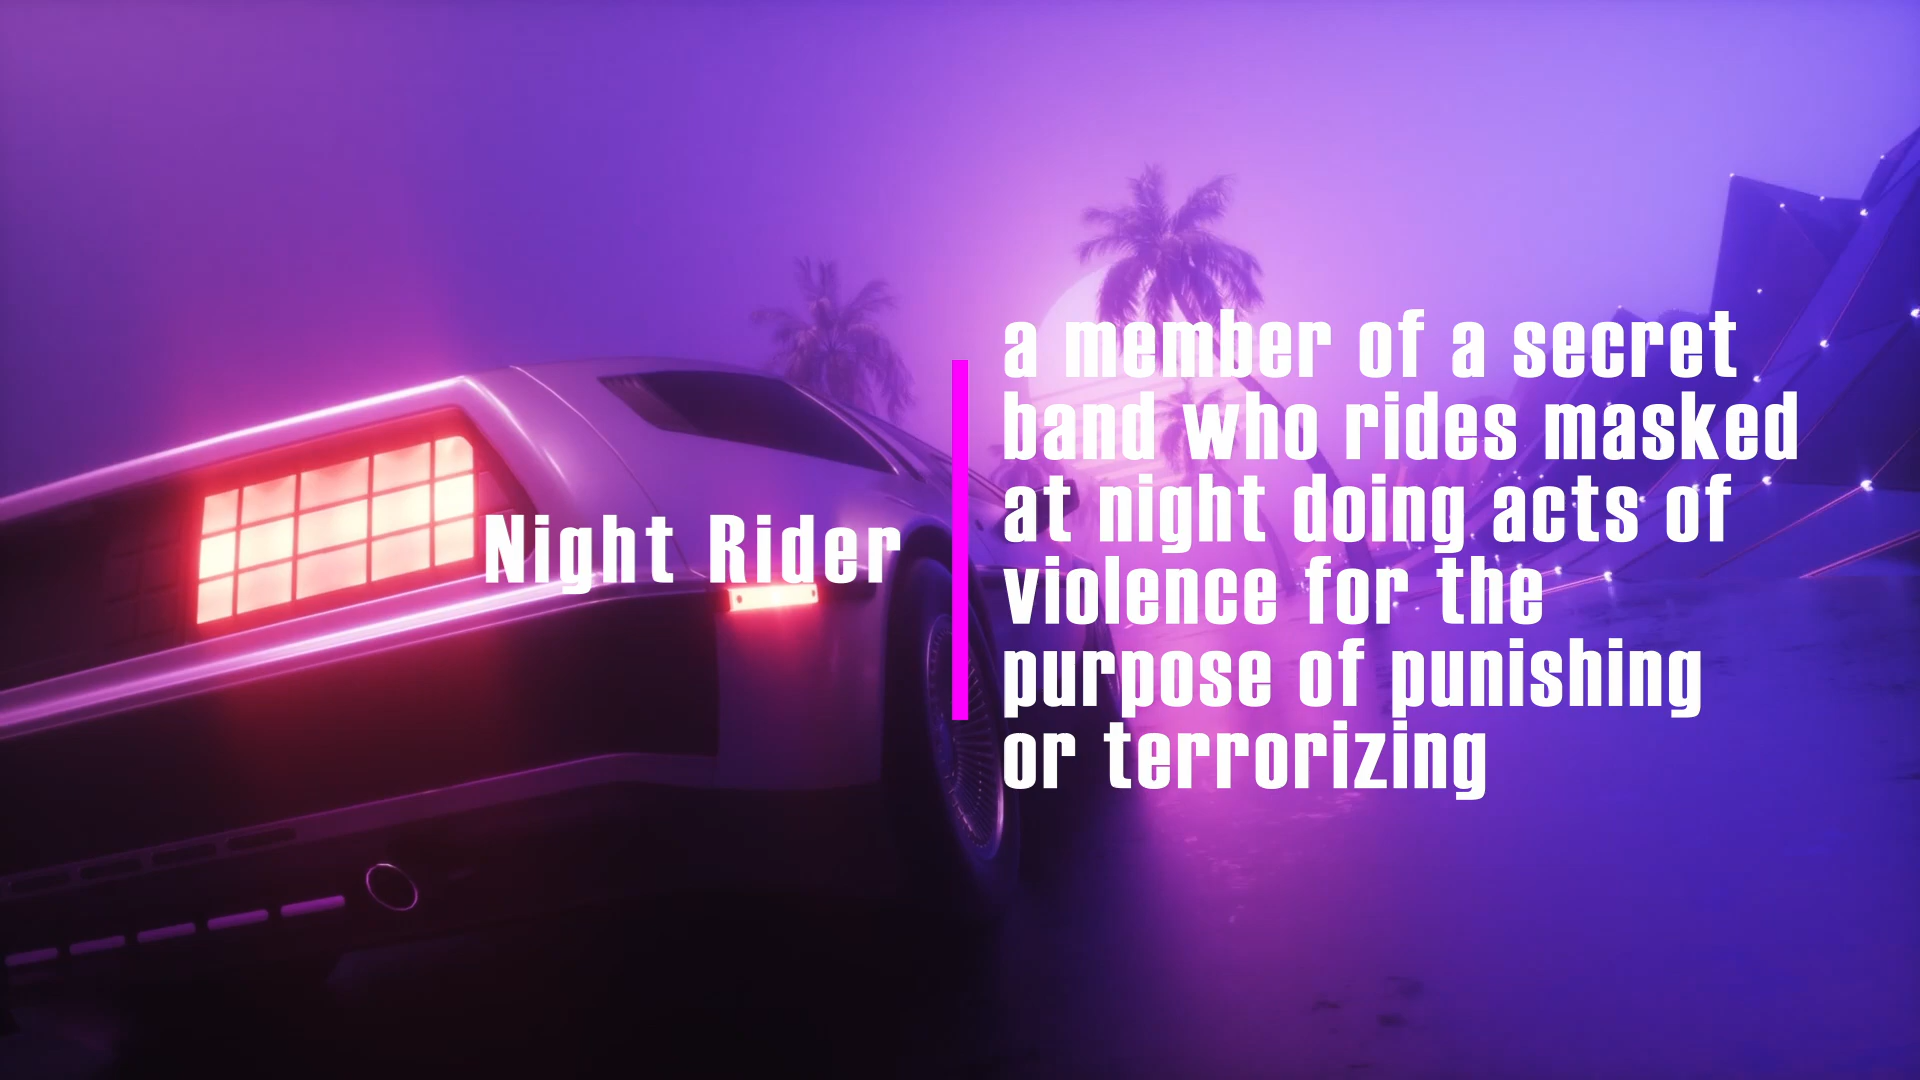 Night Rider
a member of a secret
band who rides masked
at night doing acts of
violence for the
purpose of punishing
or terrorizing